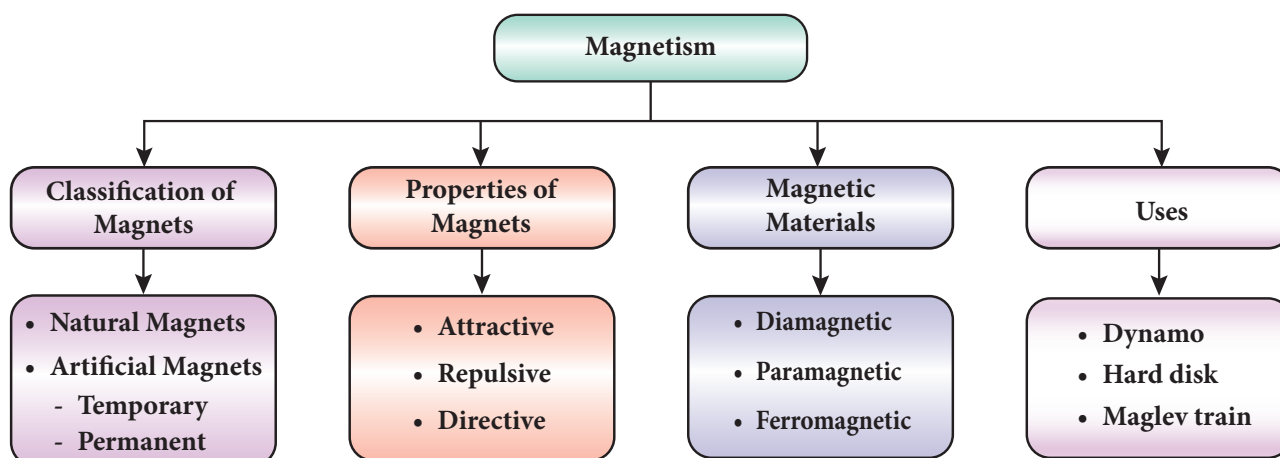 Magnetism
Classification of
Magnets
Properties of
Magnets
Magnetic
Materials
Uses
• Natural Magnets
• Artificial Magnets
- Temporary
- Permanent
• Attractive
• Repulsive
• Directive
• Diamagnetic
• Paramagnetic
• Ferromagnetic
• Dynamo
• Hard disk
• Maglev train